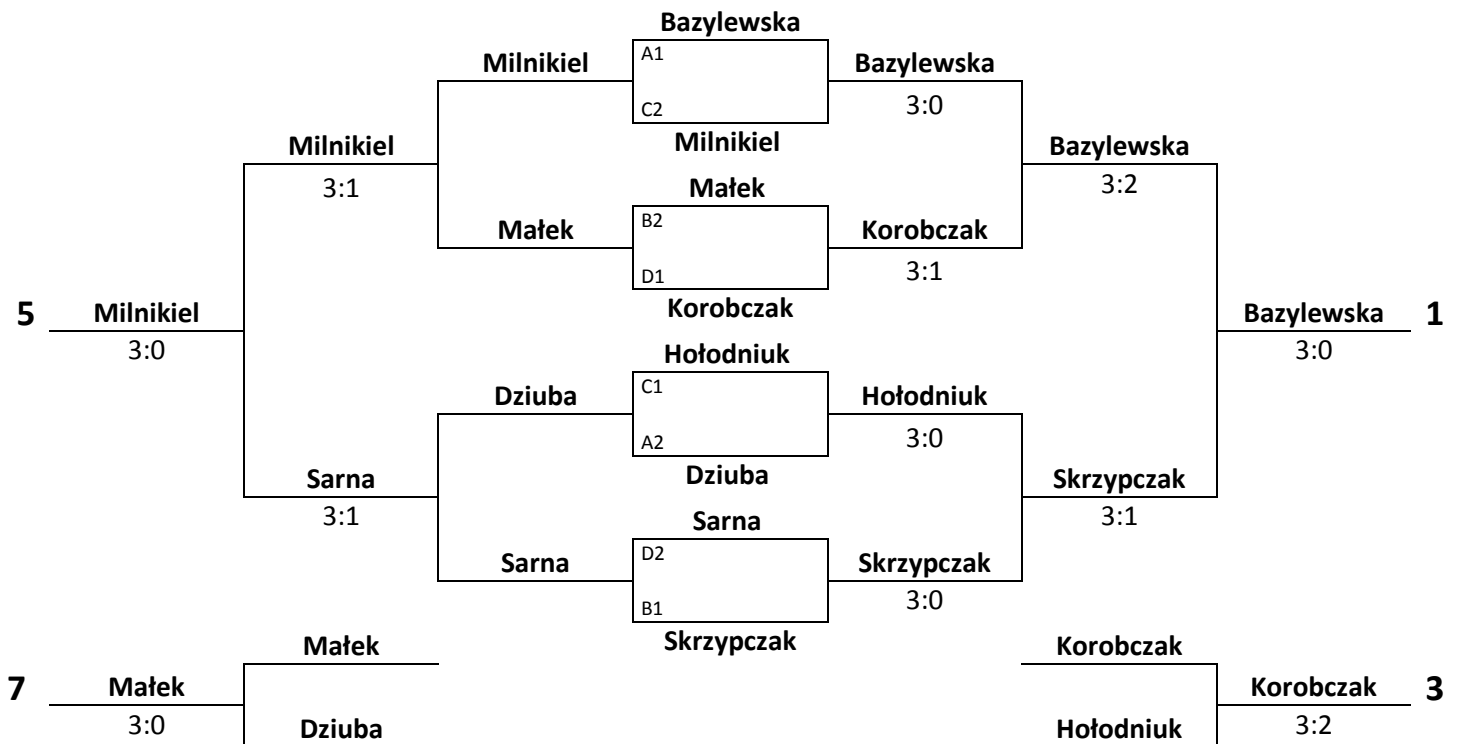 Bazylewska
Milnikiel A1 Bazylewska
C2 3:0
Milnikiel Milnikiel Bazylewska
3:1 Małek 3:2
Małek B2 Korobczak
D1 3:1
5 Milnikiel Korobczak Bazylewska 1
3:0 Hołodniuk 3:0
Dziuba C1 Hołodniuk
A2 3:0
Sarna Dziuba Skrzypczak
3:1 Sarna 3:1
Sarna D2 Skrzypczak
B1 3:0
Małek Skrzypczak Korobczak
7 Małek Korobczak 3
3:0 Dziuba Hołodniuk 3:2